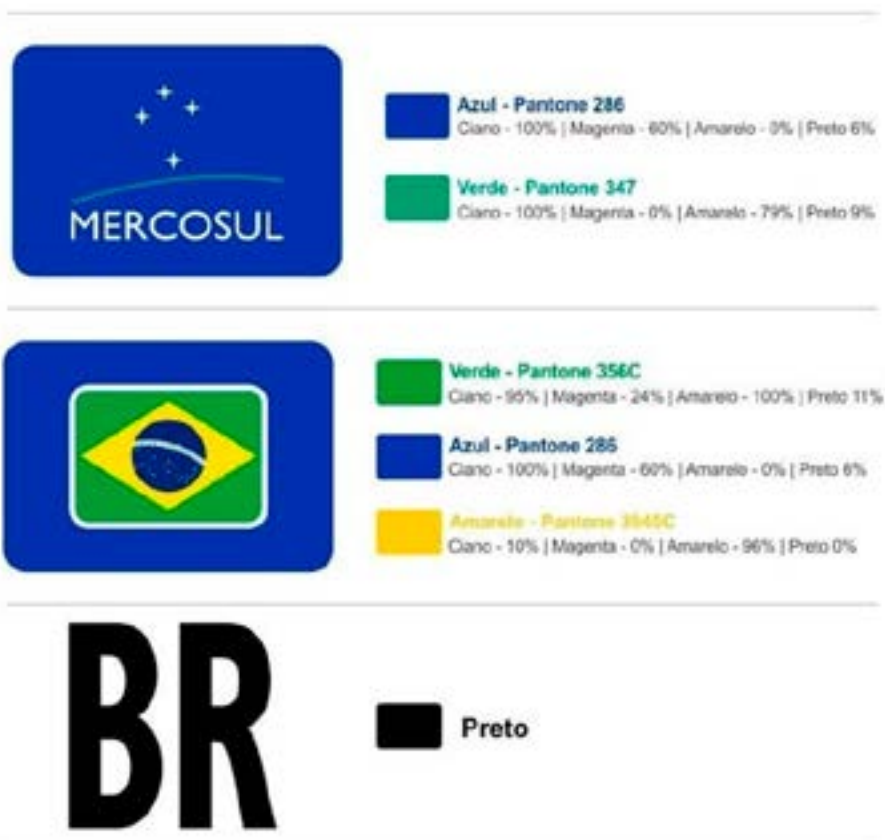 MERCOSUL
Azul - Pantone 286
Ciano - 100% | Magenta - 60% | Amarelo - 0% | Preto 6%
Verde - Pantone 347
Ciano - 100% | Magenta - 0% | Amarelo - 79% | Preto 9%
Verde - Pantone 356C
Ciano - 95% | Magenta - 24% | Amarelo - 100% | Preto 11%
Azul - Pantone 286
Ciano - 100% | Magenta - 60% | Amarelo - 0% | Preto 6%
Amarelo - Pantone
Ciano - 10% | Magenta - 0% | Amarelo - 96% | Preto 0%
BR
Preto